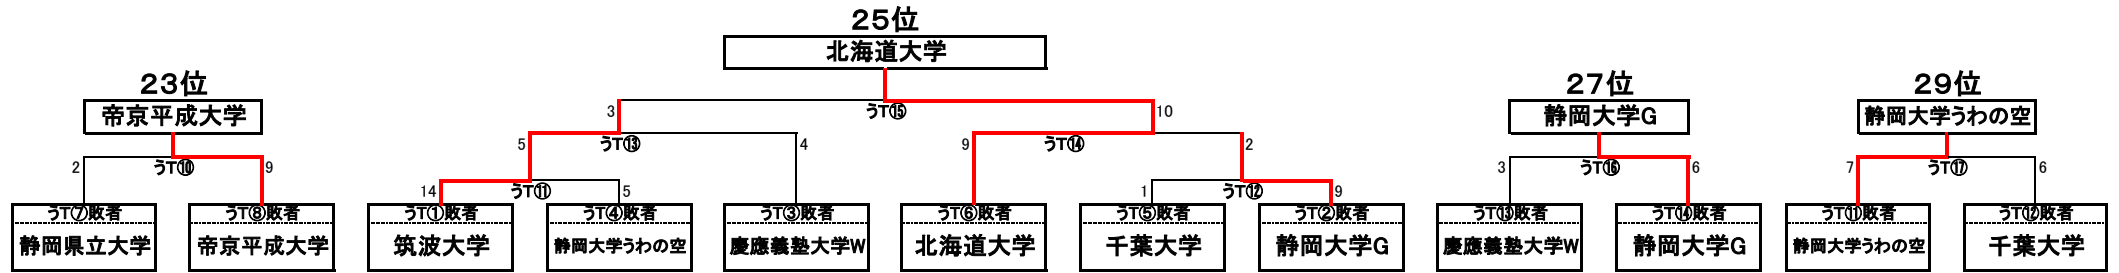 25位
北海道大学
23位
27位
29位
帝京平成大学
静岡大学G
静岡大学うわの空
3
うT⑮
10
5
うT⑬
4
9
うT⑭
2
2
うT⑩
9
3
うT⑯
6
7
うT⑰
6
14
うT⑪
5
1
うT⑫
9
うT⑦敗者
うT⑧敗者
うT①敗者
うT④敗者
うT③敗者
うT⑥敗者
うT⑤敗者
うT②敗者
うT⑬敗者
うT⑭敗者
うT⑪敗者
うT⑫敗者
静岡県立大学
帝京平成大学
筑波大学
静岡大学うわの空
慶應義塾大学W
北海道大学
千葉大学
静岡大学G
慶應義塾大学W
静岡大学G
静岡大学うわの空
千葉大学